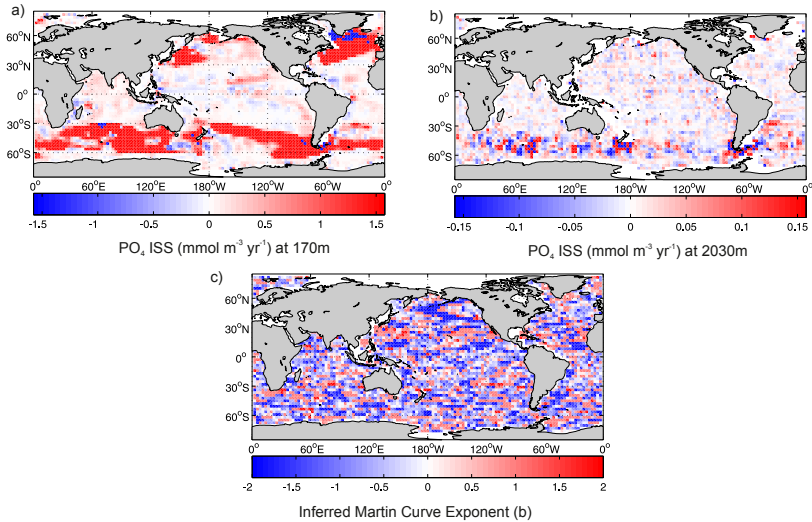 a)
60°N
30°N
0°
30°S
60°S
0° 60°E 120°E 180°W 120°W 60°W 0°
-1.5 -1 -0.5 0 0.5 1 1.5
PO₄ ISS (mmol m⁻³ yr⁻¹) at 170m
b)
60°N
30°N
0°
30°S
60°S
0° 60°E 120°E 180°W 120°W 60°W 0°
-0.15 -0.1 -0.05 0 0.05 0.1 0.15
PO₄ ISS (mmol m⁻³ yr⁻¹) at 2030m
c)
60°N
30°N
0°
30°S
60°S
0° 60°E 120°E 180°W 120°W 60°W 0°
-2 -1.5 -1 -0.5 0 0.5 1 1.5 2
Inferred Martin Curve Exponent (b)